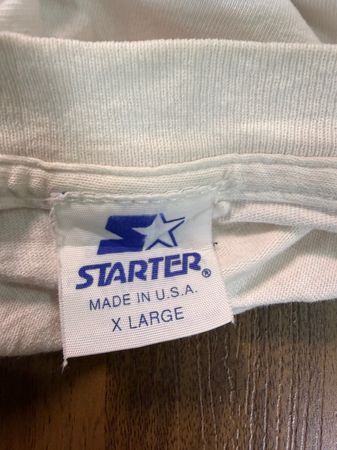 STARTER®
MADE IN U.S.A.
X LARGE